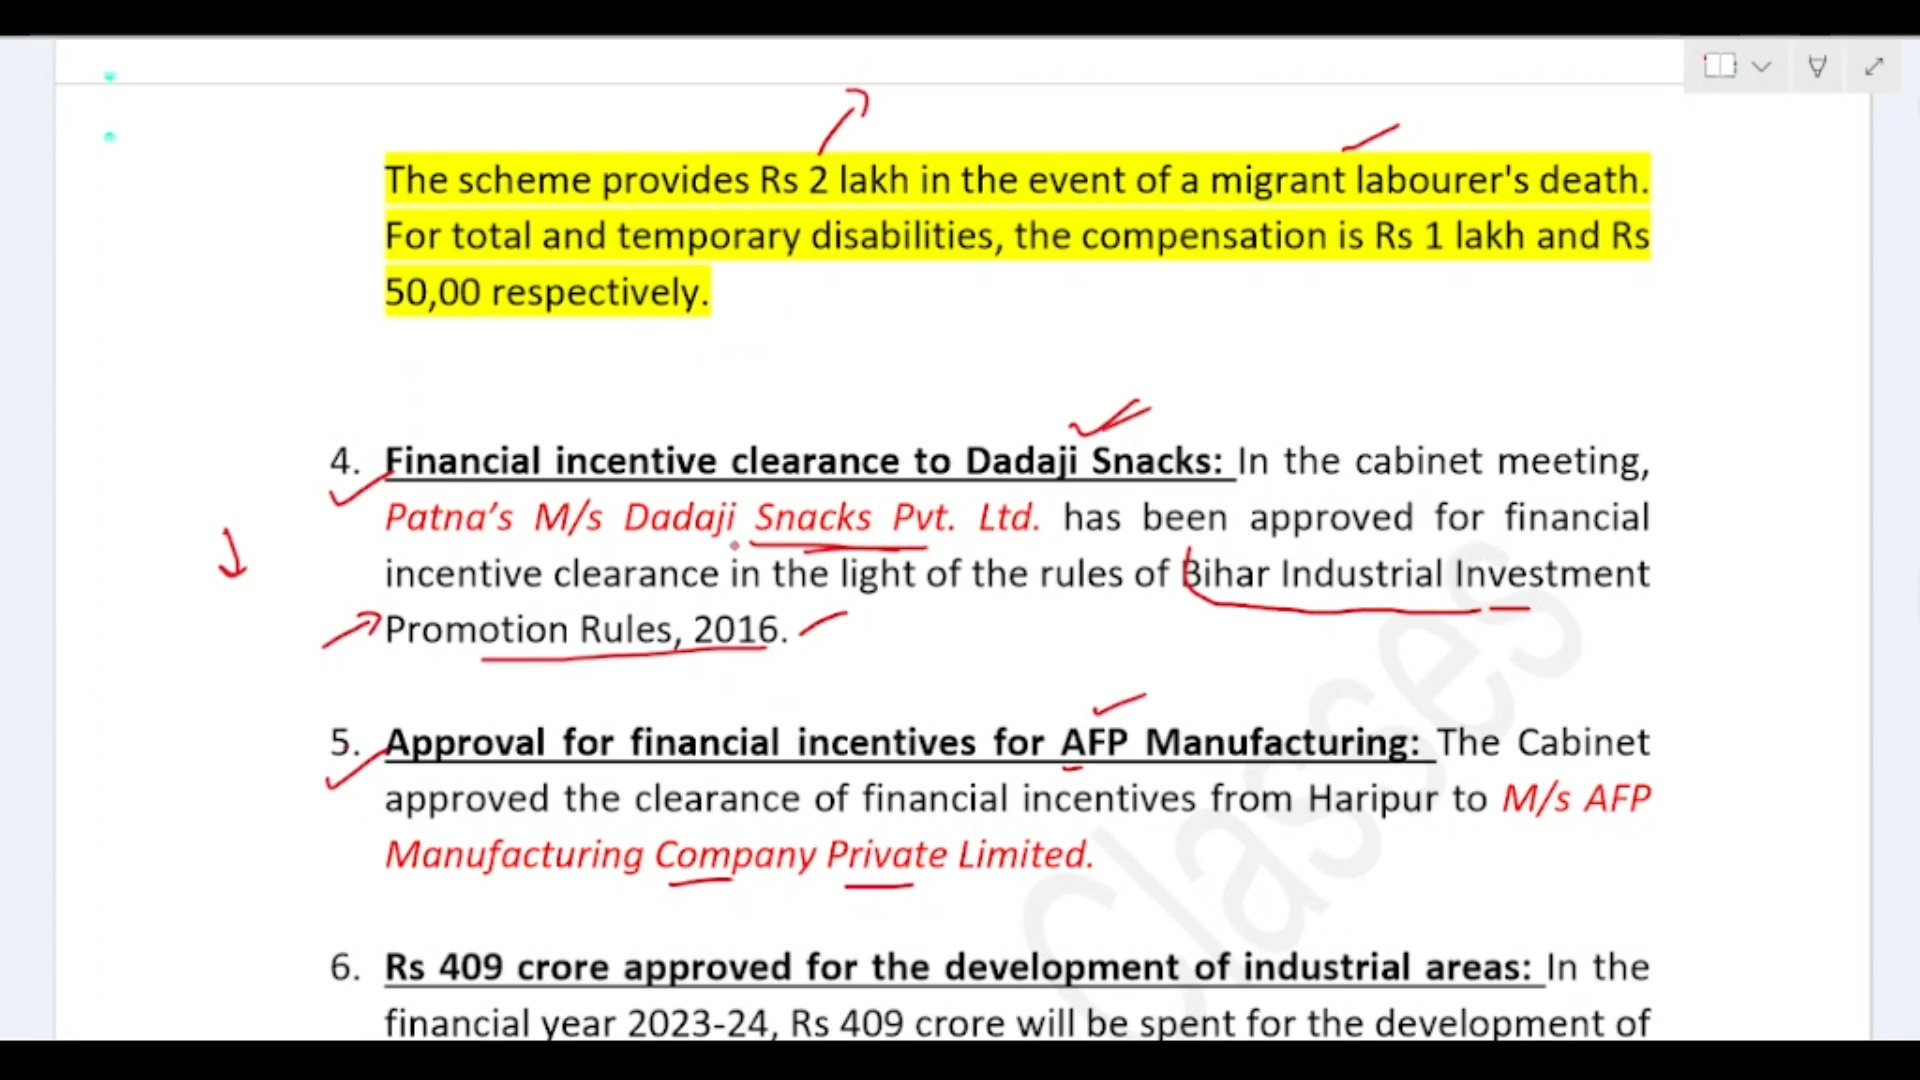 The scheme provides Rs 2 lakh in the event of a migrant labourer's death.
For total and temporary disabilities, the compensation is Rs 1 lakh and Rs
50,00 respectively.
4. Financial incentive clearance to Dadaji Snacks: In the cabinet meeting,
Patna’s M/s Dadaji Snacks Pvt. Ltd. has been approved for financial
incentive clearance in the light of the rules of Bihar Industrial Investment
Promotion Rules, 2016.
5. Approval for financial incentives for AFP Manufacturing: The Cabinet
approved the clearance of financial incentives from Haripur to M/s AFP
Manufacturing Company Private Limited.
6. Rs 409 crore approved for the development of industrial areas: In the
financial year 2023-24, Rs 409 crore will be spent for the development of
Classes